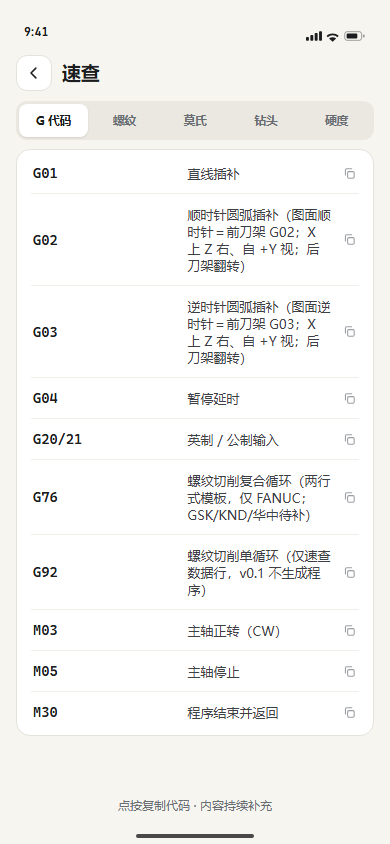 9:41
速查
G 代码 螺纹 莫氏 钻头 硬度
G01 直线插补
G02 顺时针圆弧插补（图面顺
时针＝前刀架 G02；X
上 Z 右、自 +Y 视；后
刀架翻转）
G03 逆时针圆弧插补（图面逆
时针＝前刀架 G03；X
上 Z 右、自 +Y 视；后
刀架翻转）
G04 暂停延时
G20/21 英制 / 公制输入
G76 螺纹切削复合循环（两行
式模板，仅 FANUC；
GSK/KND/华中待补）
G92 螺纹切削单循环（仅速查
数据行，v0.1 不生成程
序）
M03 主轴正转（CW）
M05 主轴停止
M30 程序结束并返回
点按复制代码 · 内容持续补充